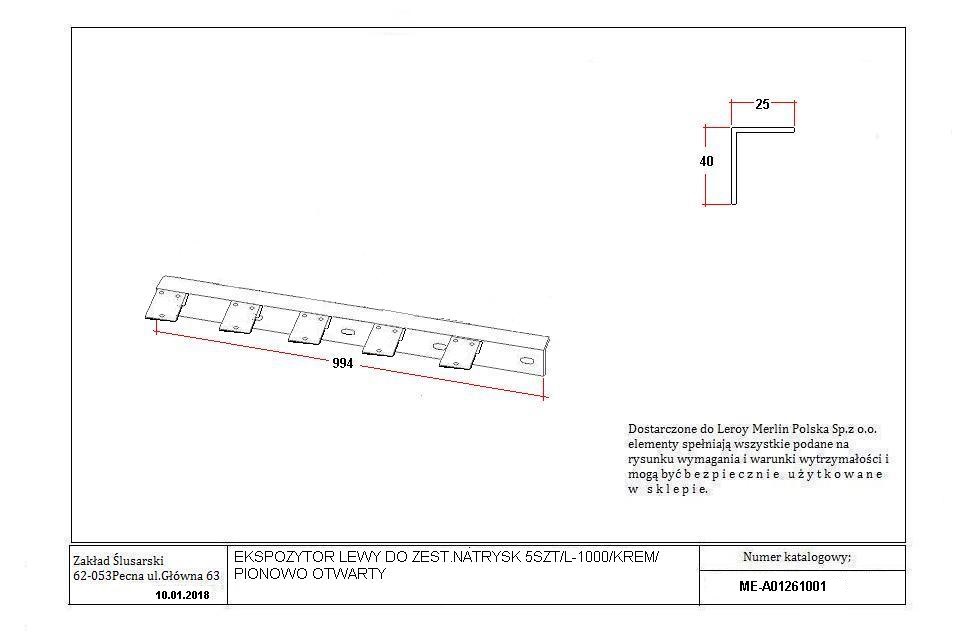 25
40
994
Dostarczone do Leroy Merlin Polska Sp.z o.o.
elementy spełniają wszystkie podane na
rysunku wymagania i warunki wytrzymałości i
mogą być b e z p i e c z n i e u ż y t k o w a n e
w s k l e p i e.
Zakład Ślusarski
62-053Pecna ul.Główna 63
10.01.2018
EKSPOZYTOR LEWY DO ZEST.NATRYSK 5SZT/L-1000/KREM/
PIONOWO OTWARTY
Numer katalogowy;
ME-A01261001